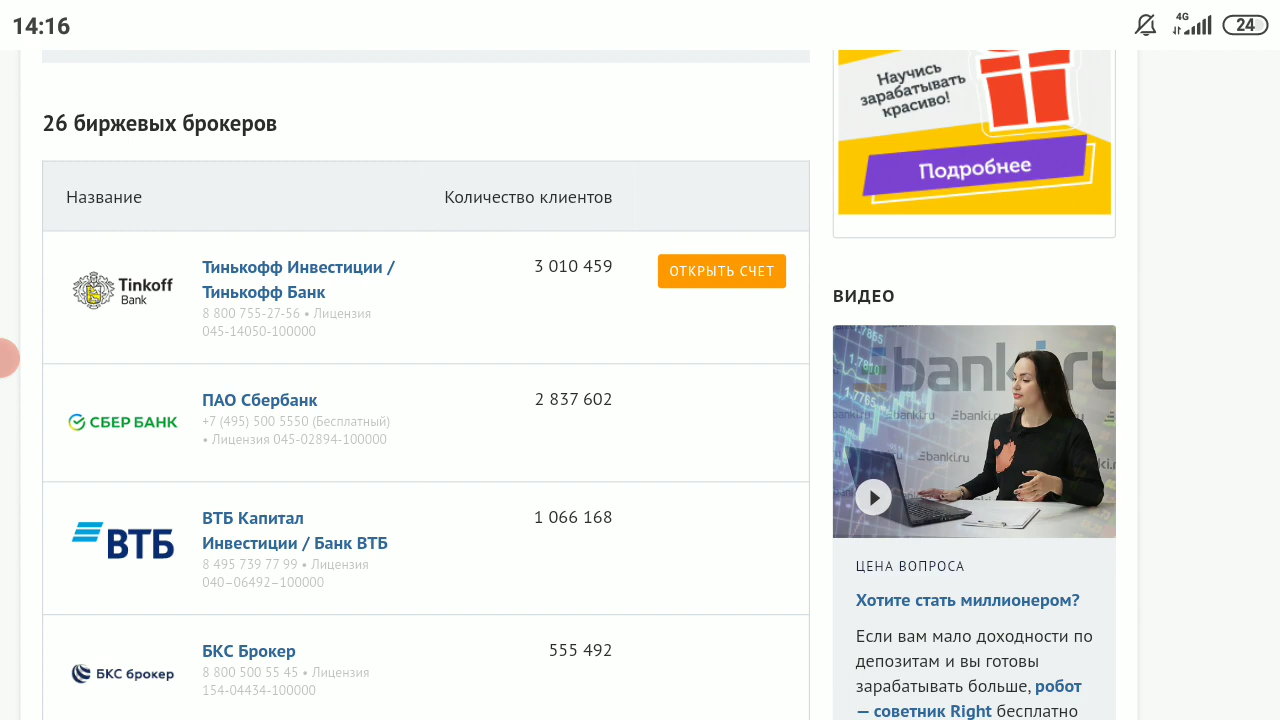 14:16
4G
24
26 биржевых брокеров
Название
Количество клиентов
Tinkoff
Bank
Тинькофф Инвестиции /
Тинькофф Банк
8 800 755-27-56 • Лицензия
045-14050-100000
3 010 459
ОТКРЫТЬ СЧЕТ
СБЕР БАНК
ПАО Сбербанк
+7 (495) 500 5550 (Бесплатный)
• Лицензия 045-02894-100000
2 837 602
ВТБ
ВТБ Капитал
Инвестиции / Банк ВТБ
8 495 739 77 99 • Лицензия
040–06492–100000
1 066 168
БКС брокер
БКС Брокер
8 800 500 55 45 • Лицензия
154-04434-100000
555 492
Научись
зарабатывать
красиво!
Подробнее
ВИДЕО
banki.ru
banki.ru
banki.ru
ЦЕНА ВОПРОСА
Хотите стать миллионером?
Если вам мало доходности по
депозитам и вы готовы
зарабатывать больше, робот
— советник Right бесплатно